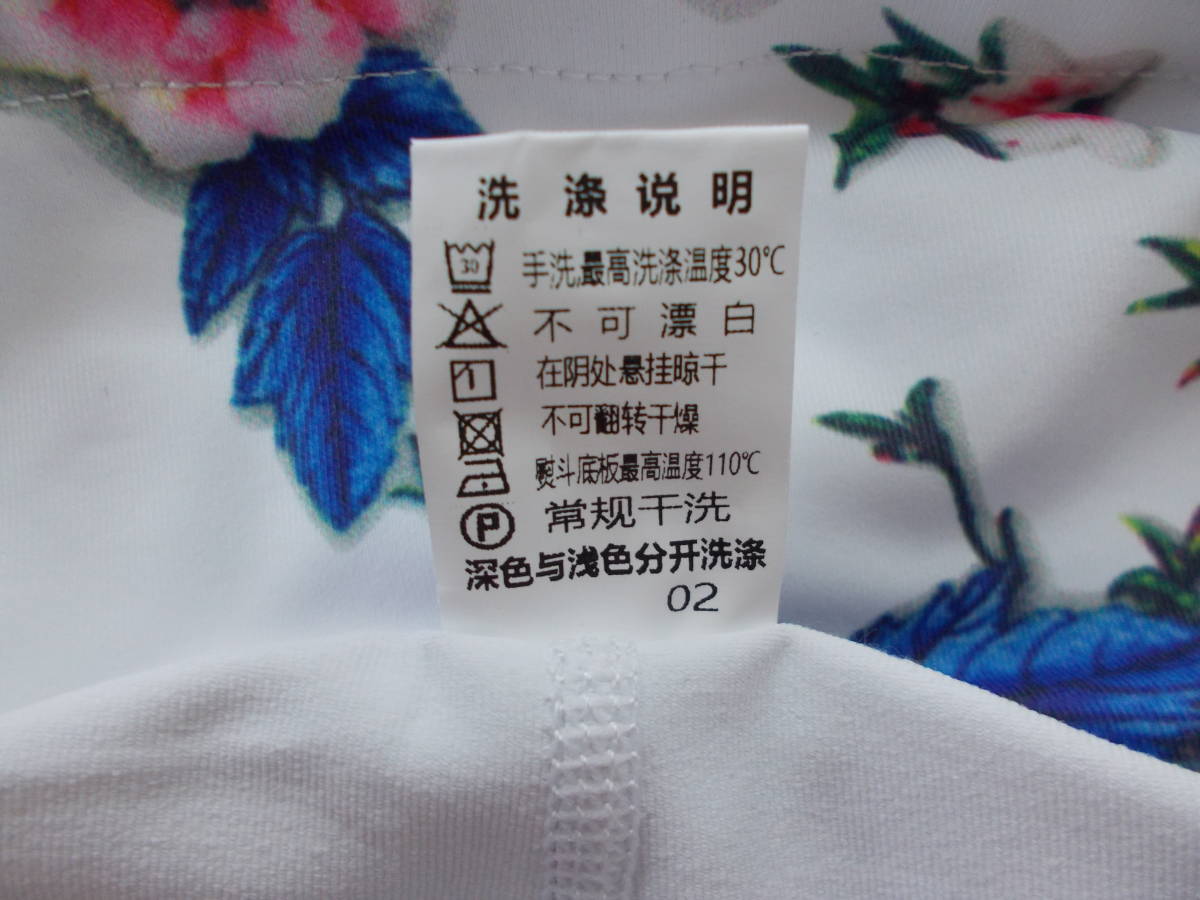 洗涤说明
30 手洗,最高洗涤温度30℃
不可漂白
在阴处悬挂晾干
不可翻转干燥
熨斗底板最高温度110℃
P 常规干洗
深色与浅色分开洗涤
02